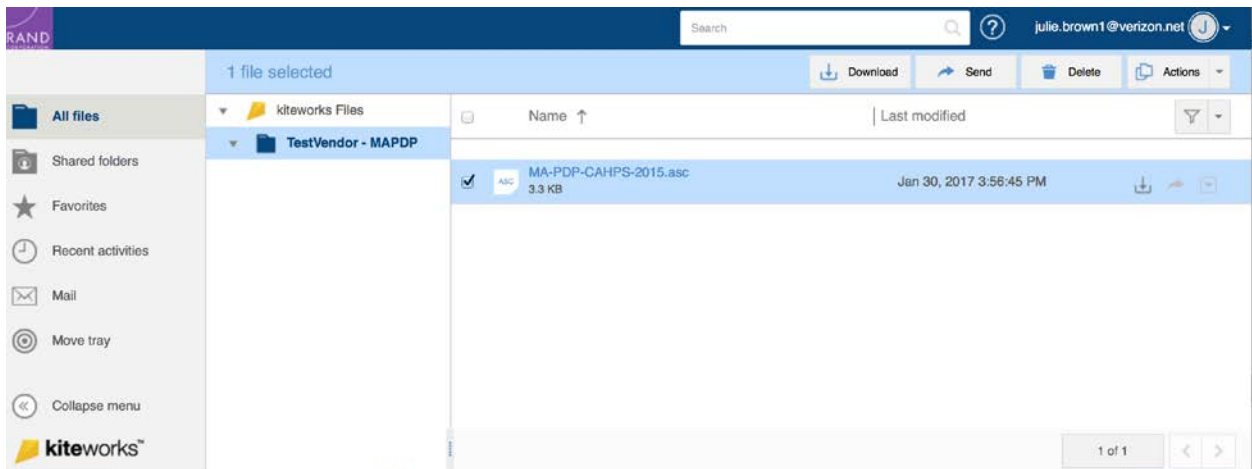 RAND
CORPORATION
Search
?
julie.brown1@verizon.net
J
1 file selected
Download
Send
Delete
Actions
All files
Shared folders
Favorites
Recent activities
Mail
Move tray
Collapse menu
kiteworks™
kiteworks Files
TestVendor - MAPDP
Name ↑
Last modified
ASC
MA-PDP-CAHPS-2015.asc
Jan 30, 2017 3:56:45 PM
3.3 KB
1 of 1